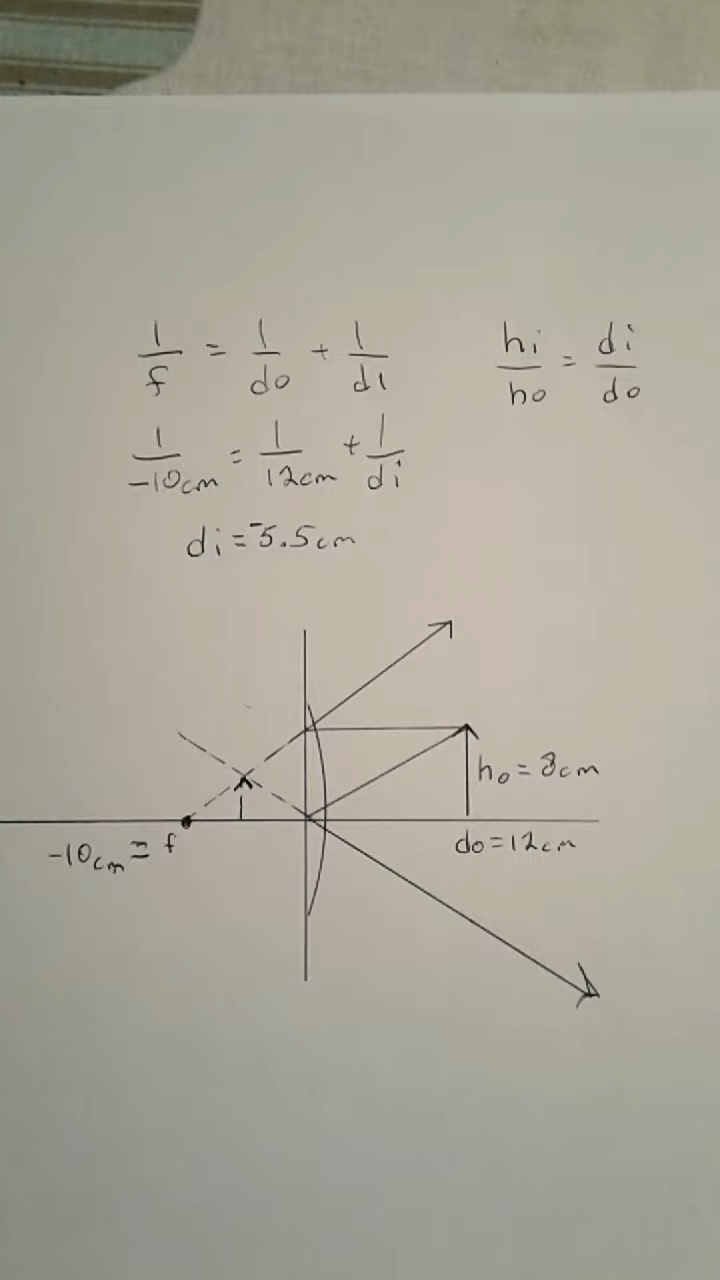 1/f = 1/do + 1/di
hi/ho = di/do
1/-10cm = 1/12cm + 1/di
di = -5.5cm
ho = 8cm
-10cm = f
do = 12cm